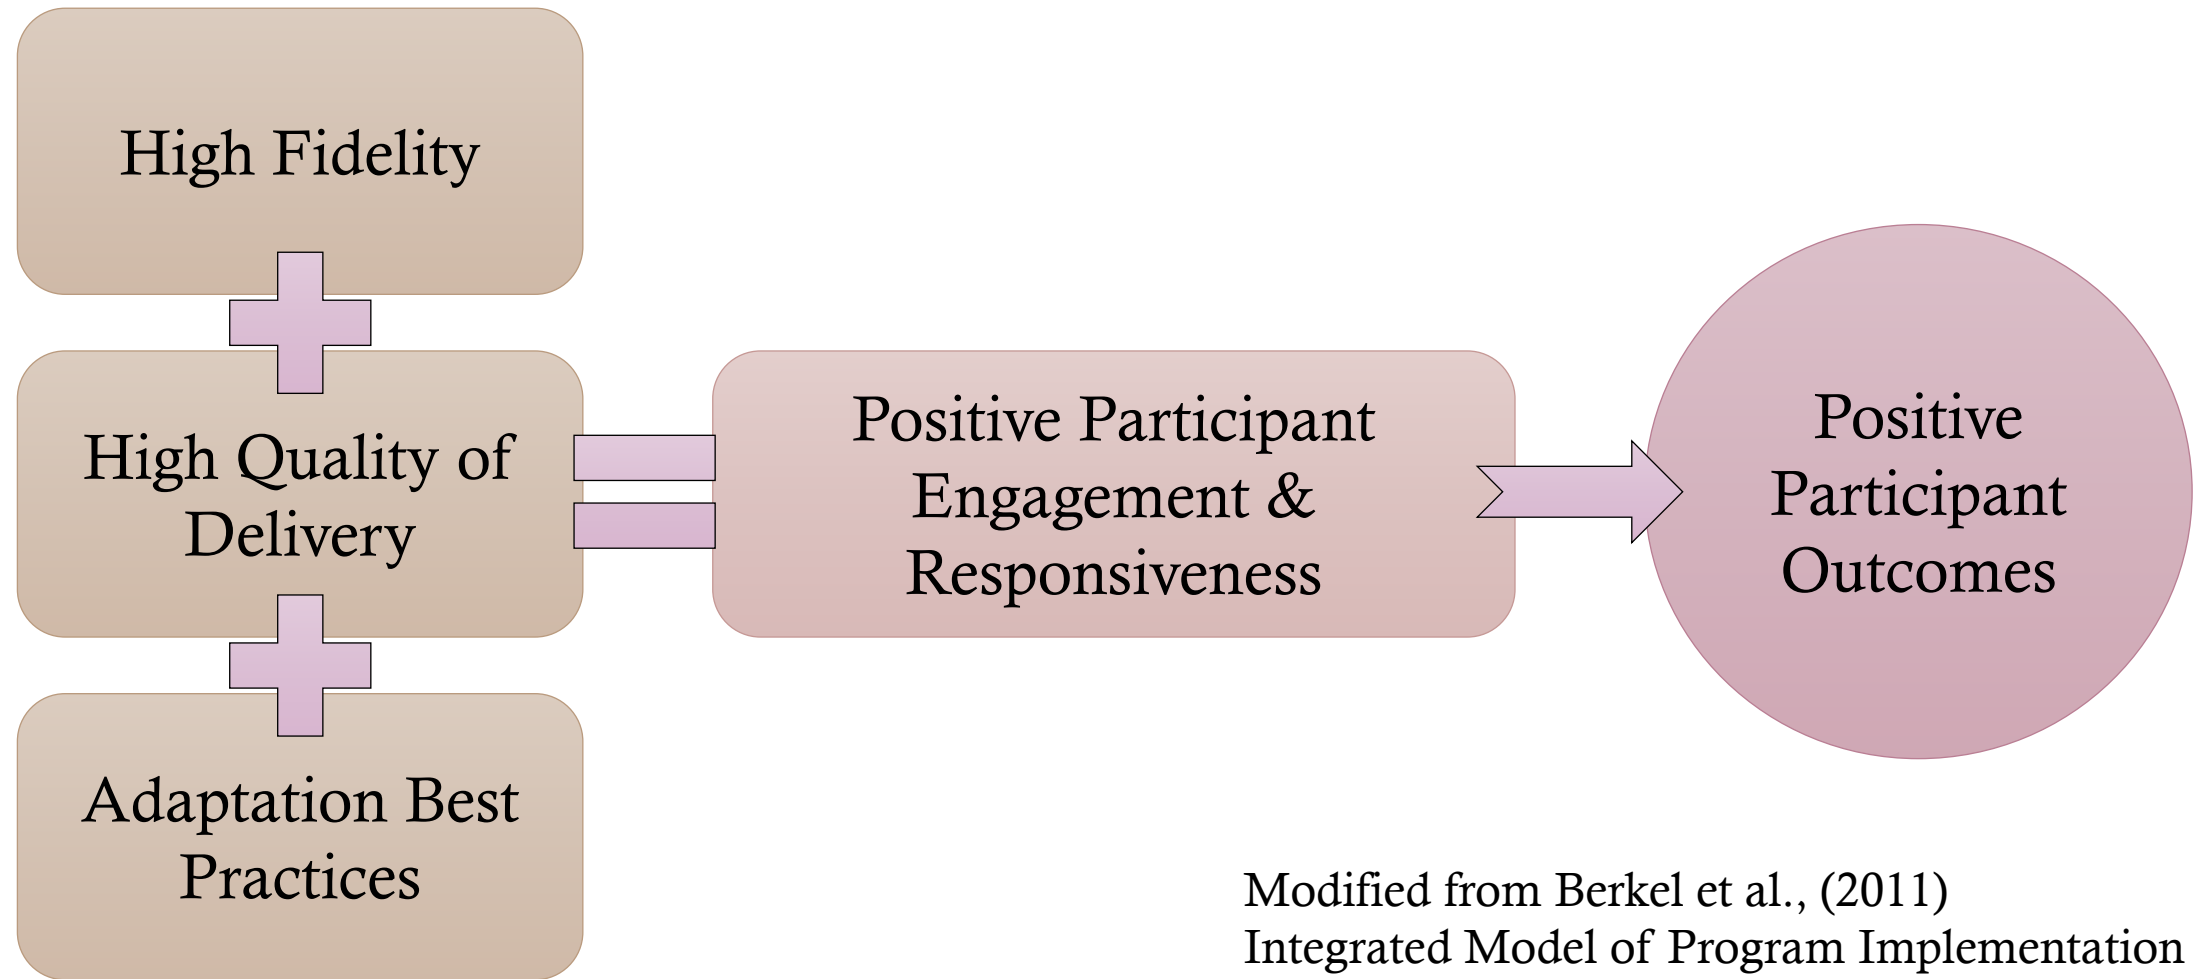 High Fidelity
High Quality of
Delivery
Adaptation Best
Practices
Positive Participant
Engagement &
Responsiveness
Positive
Participant
Outcomes
Modified from Berkel et al., (2011)
Integrated Model of Program Implementation